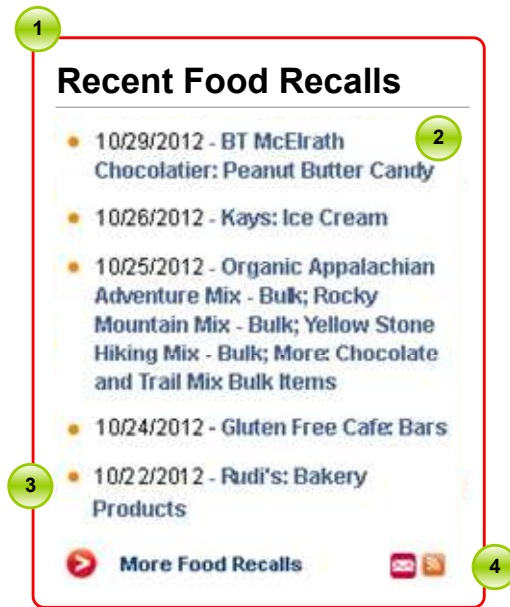 1
Recent Food Recalls
2
10/29/2012 - BT McElrath
Chocolatier: Peanut Butter Candy
10/26/2012 - Kays: Ice Cream
10/25/2012 - Organic Appalachian
Adventure Mix - Bulk; Rocky
Mountain Mix - Bulk; Yellow Stone
Hiking Mix - Bulk; More: Chocolate
and Trail Mix Bulk Items
10/24/2012 - Gluten Free Cafe: Bars
3
10/22/2012 - Rudi's: Bakery
Products
More Food Recalls
4